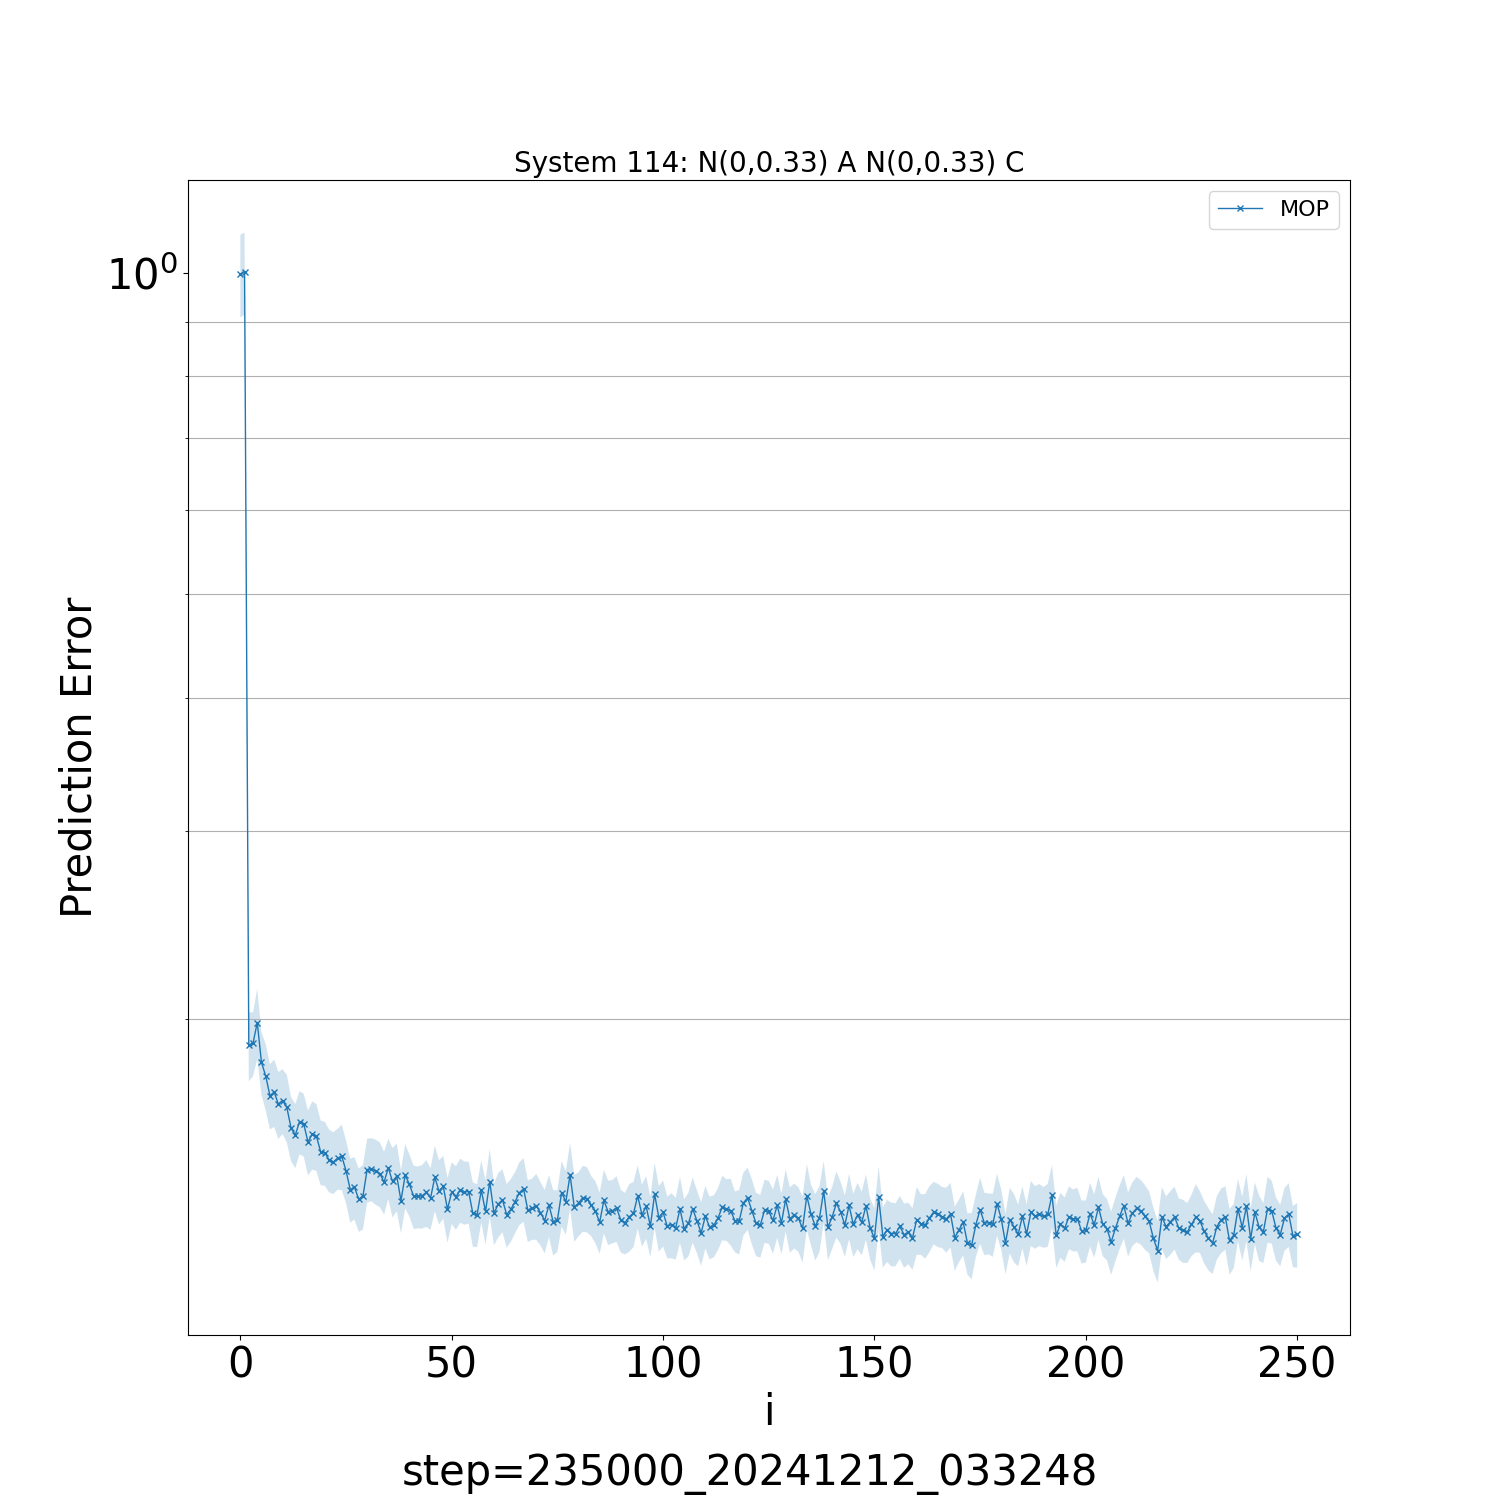 System 114: N(0,0.33) A N(0,0.33) C
MOP
10⁰
Prediction Error
0 50 100 150 200 250
i
step=235000_20241212_033248